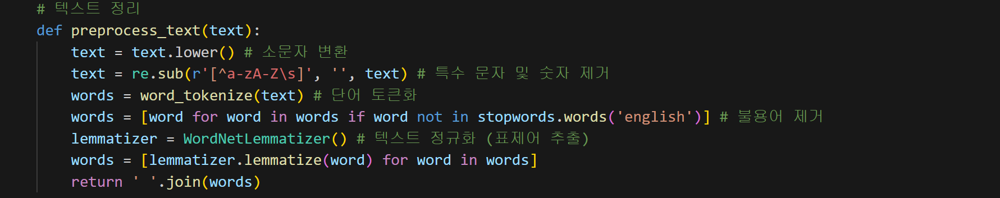 # 텍스트 정리
def preprocess_text(text):
    text = text.lower() # 소문자 변환
    text = re.sub(r'[^a-zA-Z\s]', '', text) # 특수 문자 및 숫자 제거
    words = word_tokenize(text) # 단어 토큰화
    words = [word for word in words if word not in stopwords.words('english')] # 불용어 제거
    lemmatizer = WordNetLemmatizer() # 텍스트 정규화 (표제어 추출)
    words = [lemmatizer.lemmatize(word) for word in words]
    return ' '.join(words)